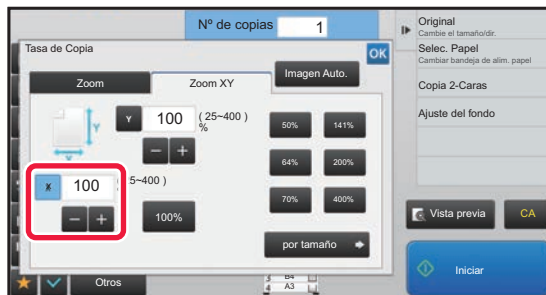 Nº de copias 1
Tasa de Copia
OK
Zoom
Zoom XY
Imagen Auto.
Y
Y 100 (25~400)
%
X 100 5~400)
100%
50% 141%
64% 200%
70% 400%
por tamaño
Otros
B4
4 A3
Original
Cambie el tamaño/dir.
Selec. Papel
Cambiar bandeja de alim. papel
Copia 2-Caras
Ajuste del fondo
Vista previa CA
Iniciar